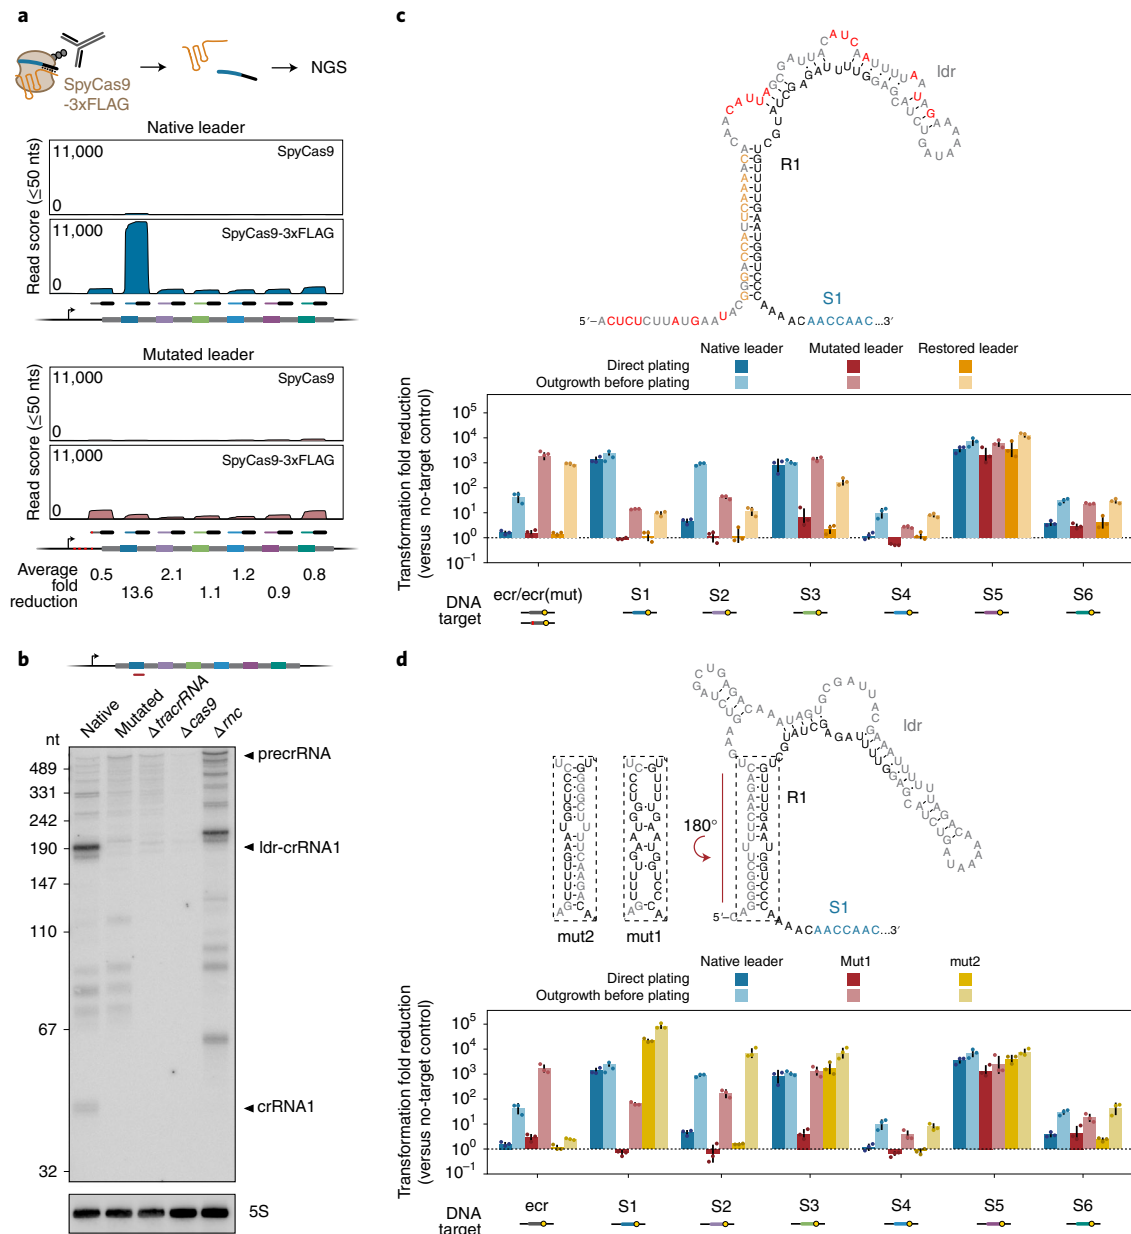 a
SpyCas9
-3xFLAG
NGS
Native leader
Read score (≤50 nts)
11,000
SpyCas9
0
11,000
SpyCas9-3xFLAG
0
Mutated leader
Read score (≤50 nts)
11,000
SpyCas9
0
11,000
SpyCas9-3xFLAG
0
Average fold reduction
0.5 13.6 2.1 1.1 1.2 0.9 0.8
b
Native Mutated ΔtracrRNA Δcas9 Δrnc
nt
489
331
242
190
147
110
67
32
precrRNA
ldr-crRNA1
crRNA1
5S
c
ldr
R1
S1
5′–ACUCUCUUAUGAAUAC
AAAACAACCAAC...3′
Native leader Mutated leader Restored leader
Direct plating
Outgrowth before plating
Transformation fold reduction
(versus no-target control)
10⁵
10⁴
10³
10²
10¹
10⁰
10⁻¹
DNA target
ecr/ecr(mut) S1 S2 S3 S4 S5 S6
d
ldr
R1
180°
mut2 mut1
5′–C
S1
AAAACAACCAAC...3′
Native leader Mut1 mut2
Direct plating
Outgrowth before plating
Transformation fold reduction
(versus no-target control)
10⁵
10⁴
10³
10²
10¹
10⁰
10⁻¹
DNA target
ecr S1 S2 S3 S4 S5 S6